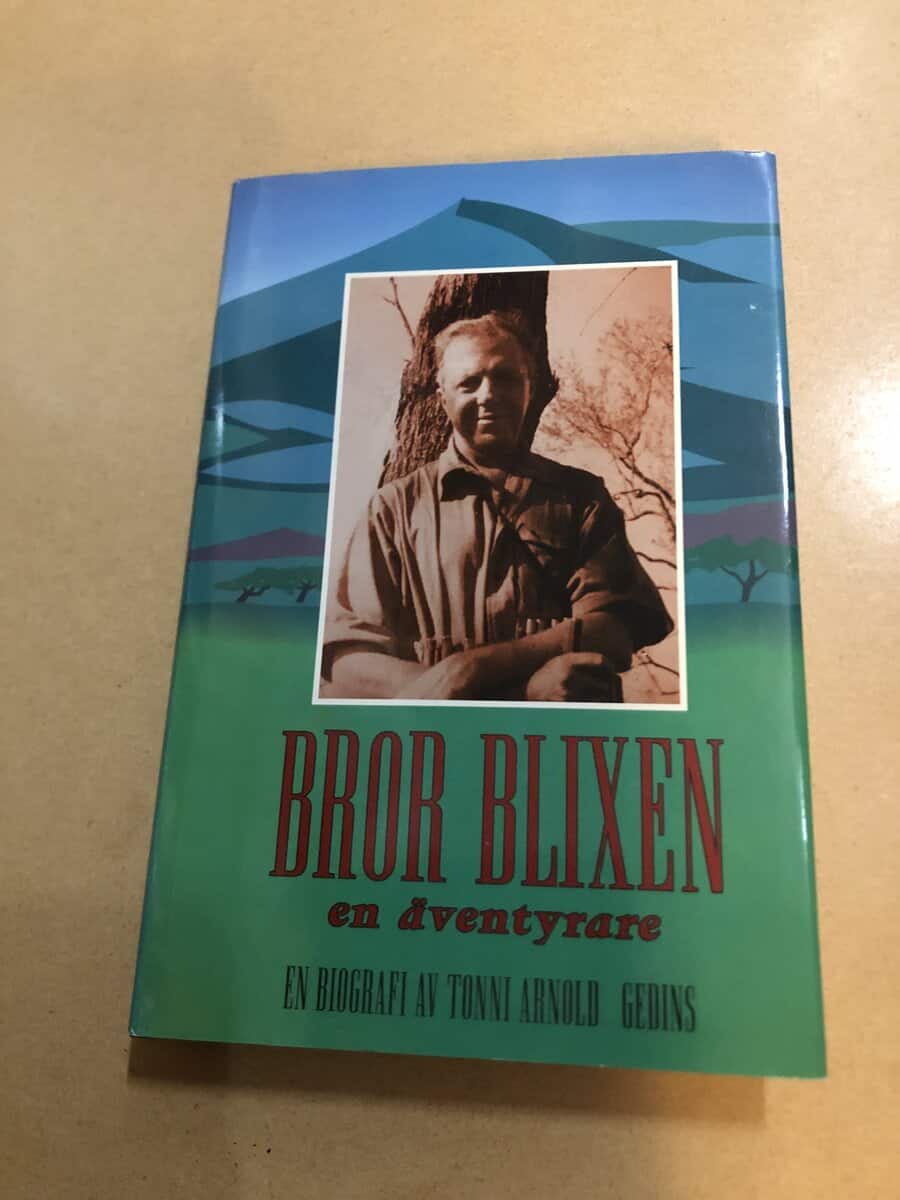 BROR BLIXEN
en äventyrare
EN BIOGRAFI AV TONNI ARNOLD GEDINS